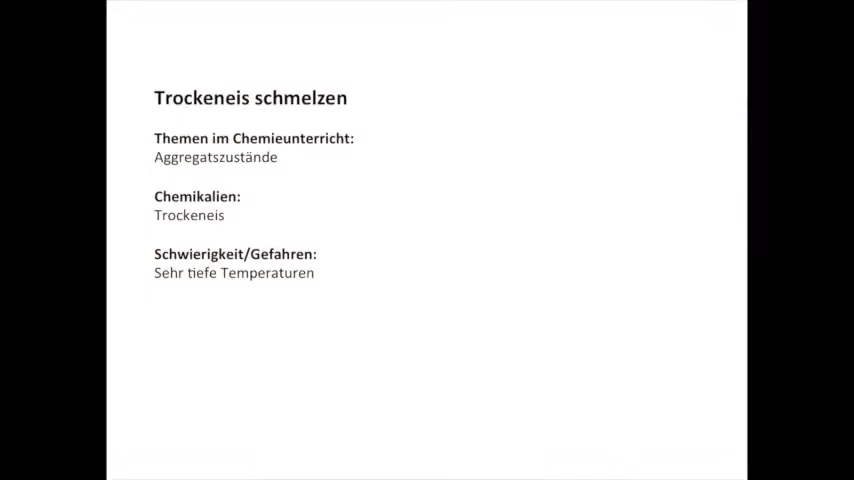 Trockeneis schmelzen
Themen im Chemieunterricht:
Aggregatszustände
Chemikalien:
Trockeneis
Schwierigkeit/Gefahren:
Sehr tiefe Temperaturen